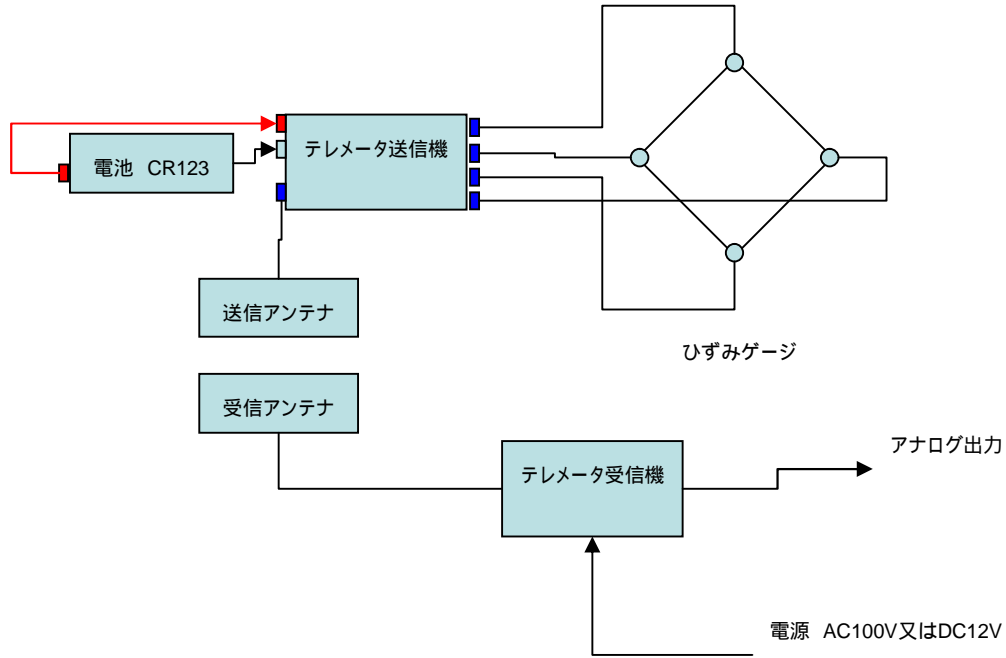 テレメータ送信機
電池 CR123
送信アンテナ
ひずみゲージ
受信アンテナ
アナログ出力
テレメータ受信機
電源 AC100V又はDC12V